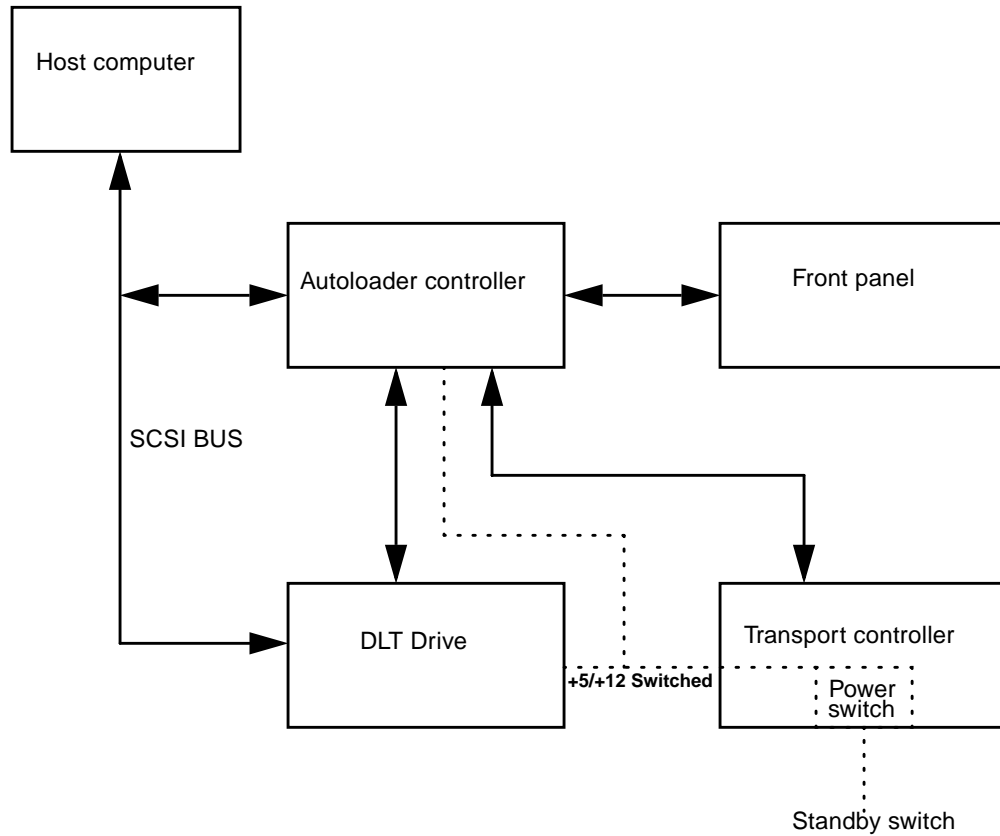 Host computer
Autoloader controller
Front panel
SCSI BUS
DLT Drive
Transport controller
+5/+12 Switched
Power
switch
Standby switch